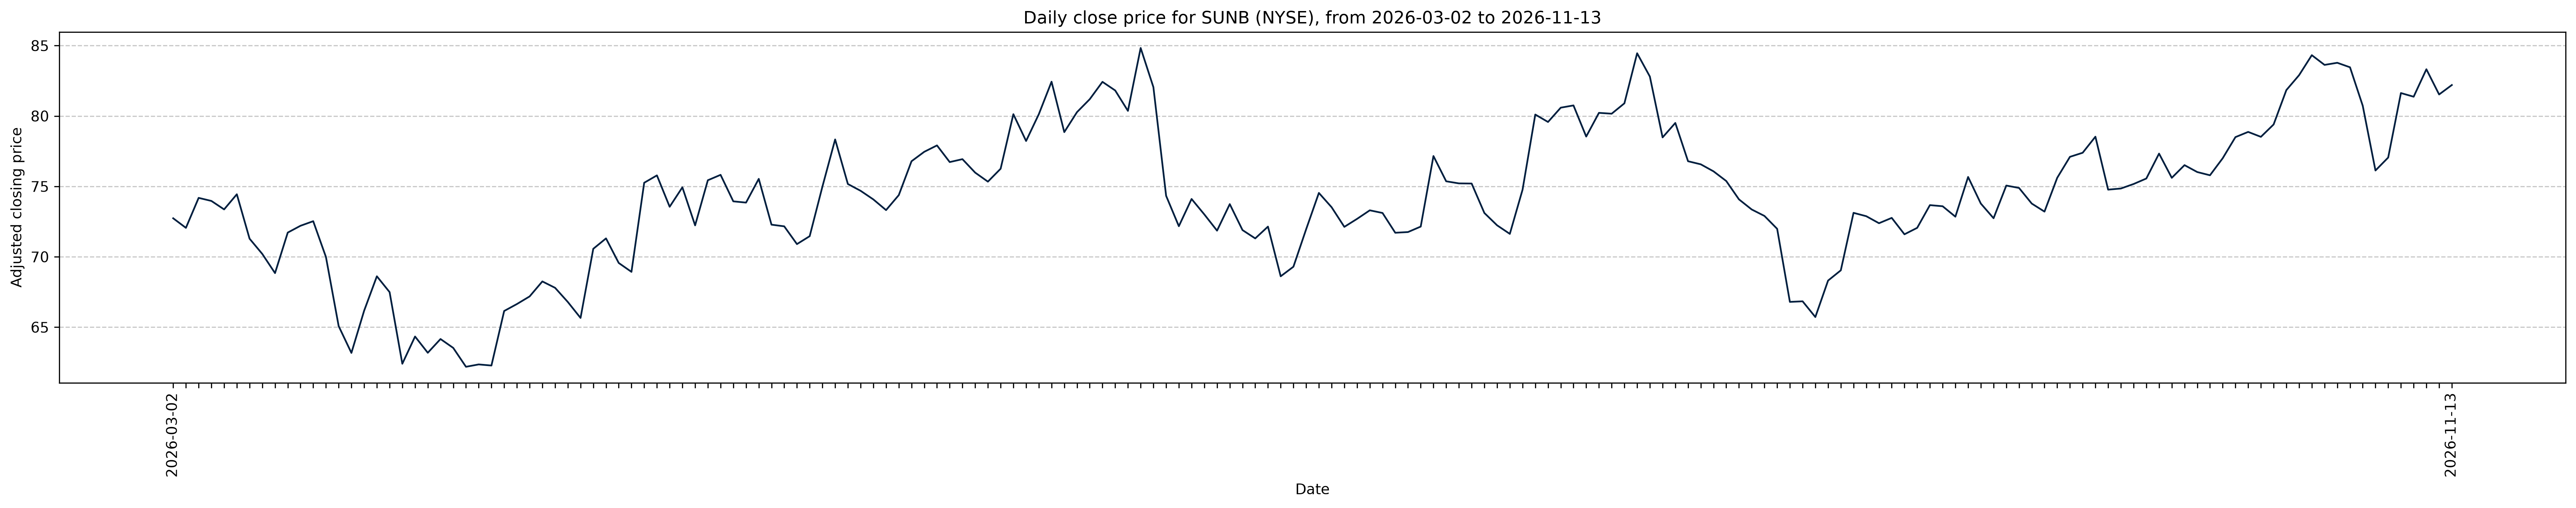 Daily close price for SUNB (NYSE), from 2026-03-02 to 2026-11-13
Adjusted closing price
85
80
75
70
65
2026-03-02
2026-11-13
Date